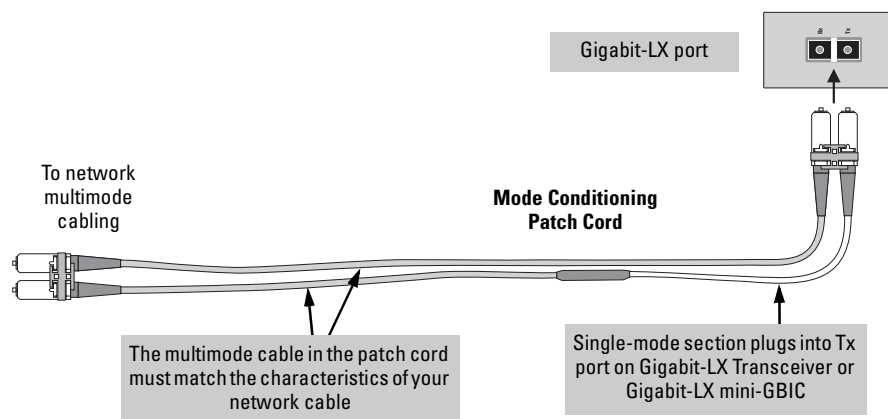 Gigabit-LX port
Rx Tx
To network
multimode
cabling
Mode Conditioning
Patch Cord
The multimode cable in the patch cord
must match the characteristics of your
network cable
Single-mode section plugs into Tx
port on Gigabit-LX Transceiver or
Gigabit-LX mini-GBIC